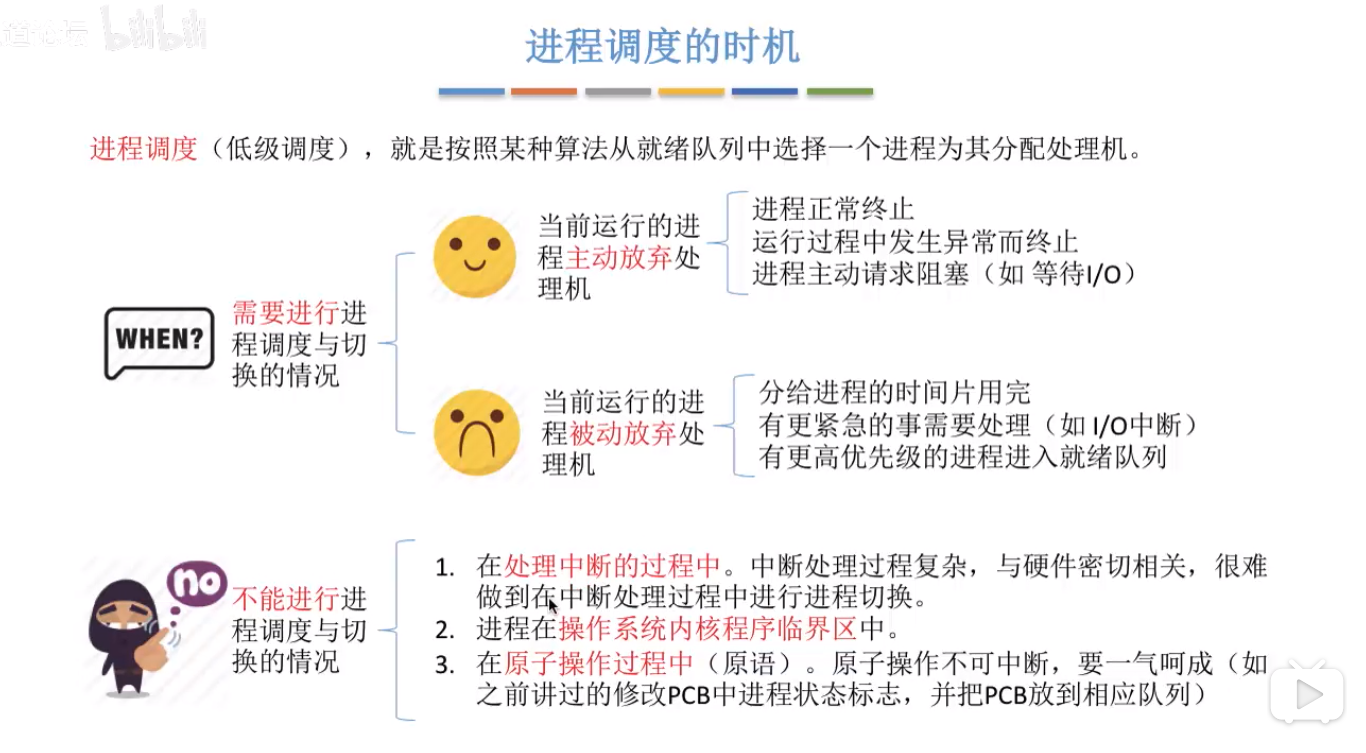 道论坛 bilibili
进程调度的时机
进程调度（低级调度），就是按照某种算法从就绪队列中选择一个进程为其分配处理机。
WHEN?
需要进行进
程调度与切
换的情况
当前运行的进
程主动放弃处
理机
进程正常终止
运行过程中发生异常而终止
进程主动请求阻塞（如 等待I/O）
当前运行的进
程被动放弃处
理机
分给进程的时间片用完
有更紧急的事需要处理（如 I/O中断）
有更高优先级的进程进入就绪队列
no
不能进行进
程调度与切
换的情况
1. 在处理中断的过程中。中断处理过程复杂，与硬件密切相关，很难
做到在中断处理过程中进行进程切换。
2. 进程在操作系统内核程序临界区中。
3. 在原子操作过程中（原语）。原子操作不可中断，要一气呵成（如
之前讲过的修改PCB中进程状态标志，并把PCB放到相应队列）